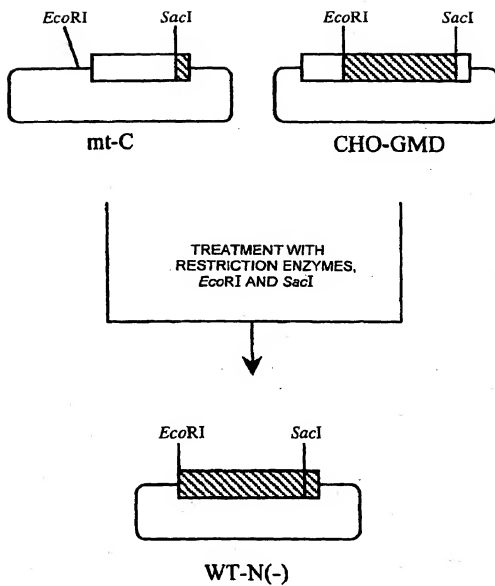 EcoRI SacI EcoRI SacI
mt-C CHO-GMD
TREATMENT WITH
RESTRICTION ENZYMES,
EcoRI AND SacI
EcoRI SacI
WT-N(-)